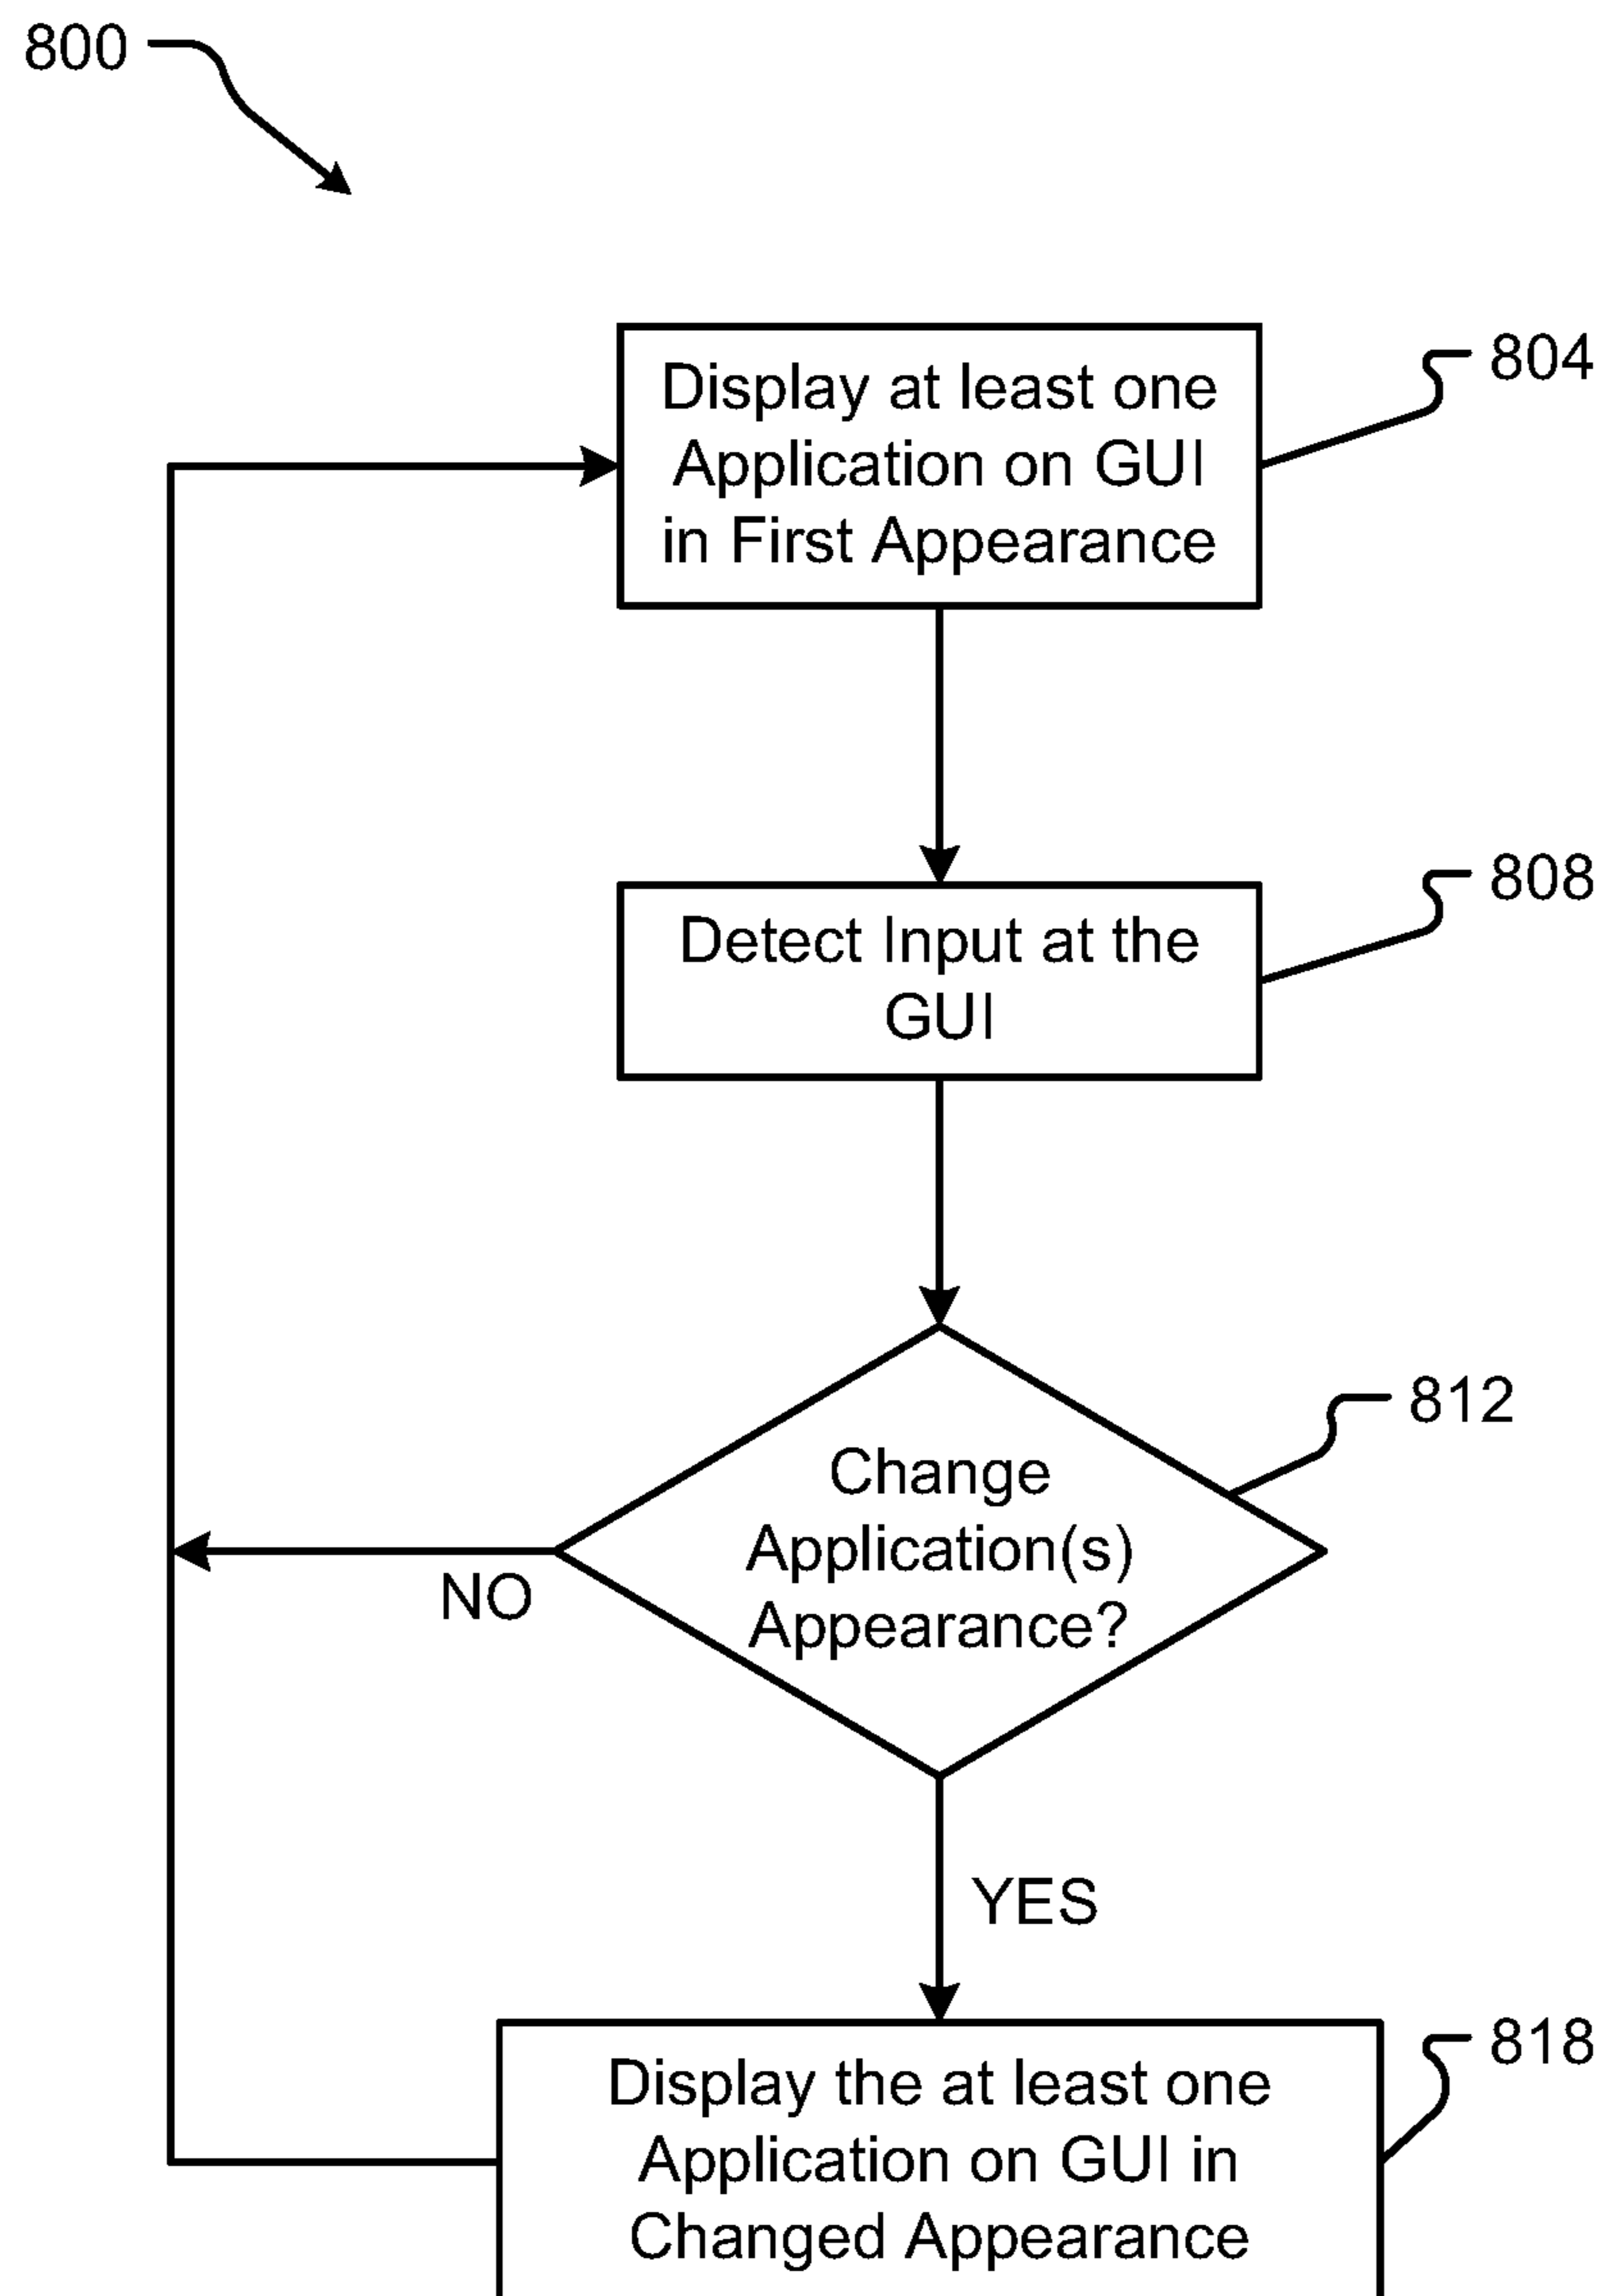 800
Display at least one
Application on GUI
in First Appearance
804
Detect Input at the
GUI
808
Change
Application(s)
Appearance?
812
NO
YES
Display the at least one
Application on GUI in
Changed Appearance
818